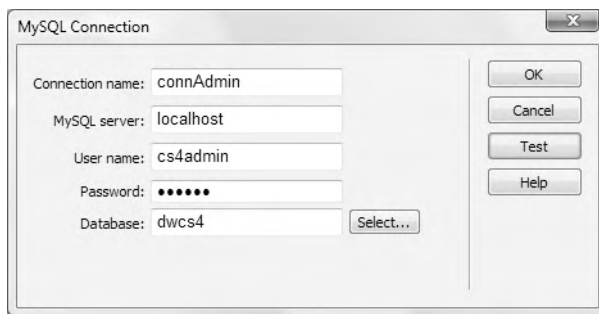 MySQL Connection
Connection name: connAdmin
MySQL server: localhost
User name: cs4admin
Password: ••••••
Database: dwcs4
Select...
OK
Cancel
Test
Help